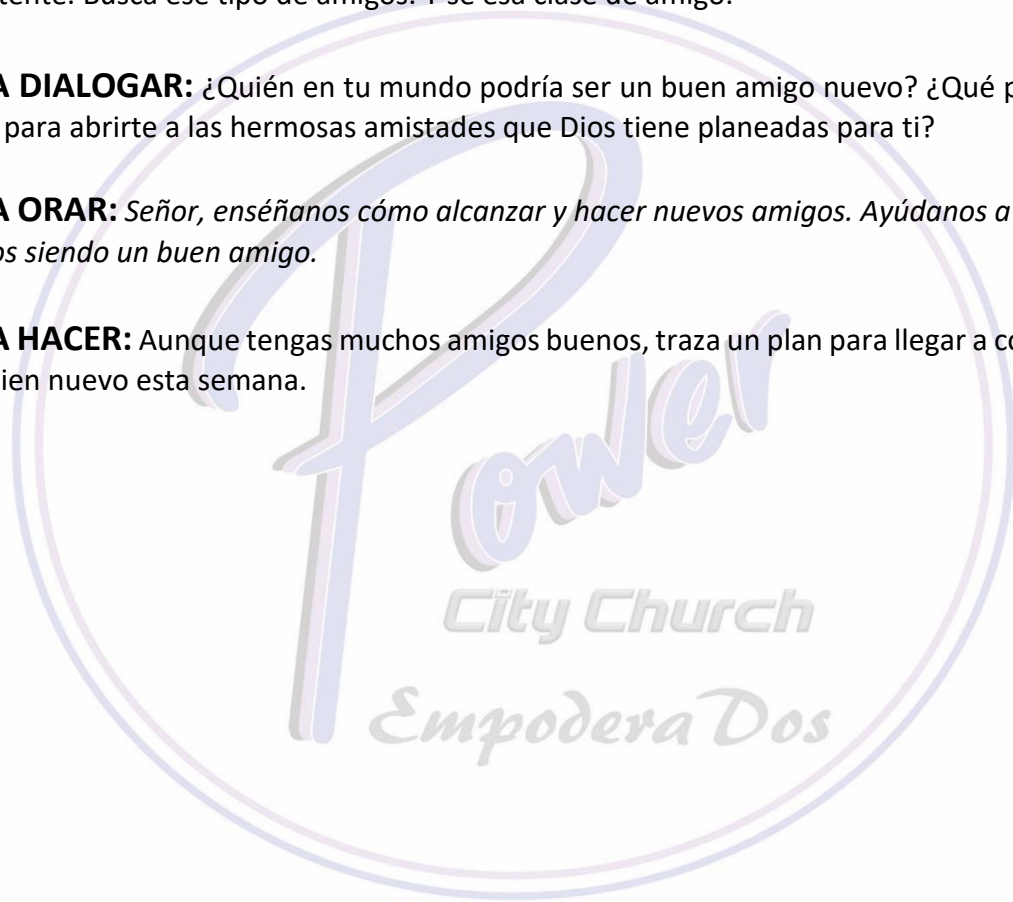 tente. Busca ese tipo de amigos. Y sé esa clase de amigo.
A DIALOGAR: ¿Quién en tu mundo podría ser un buen amigo nuevo? ¿Qué p
para abrirte a las hermosas amistades que Dios tiene planeadas para ti?
A ORAR: Señor, enséñanos cómo alcanzar y hacer nuevos amigos. Ayúdanos a
os siendo un buen amigo.
A HACER: Aunque tengas muchos amigos buenos, traza un plan para llegar a co
ien nuevo esta semana.
Power
City Church
EmpoderaDos